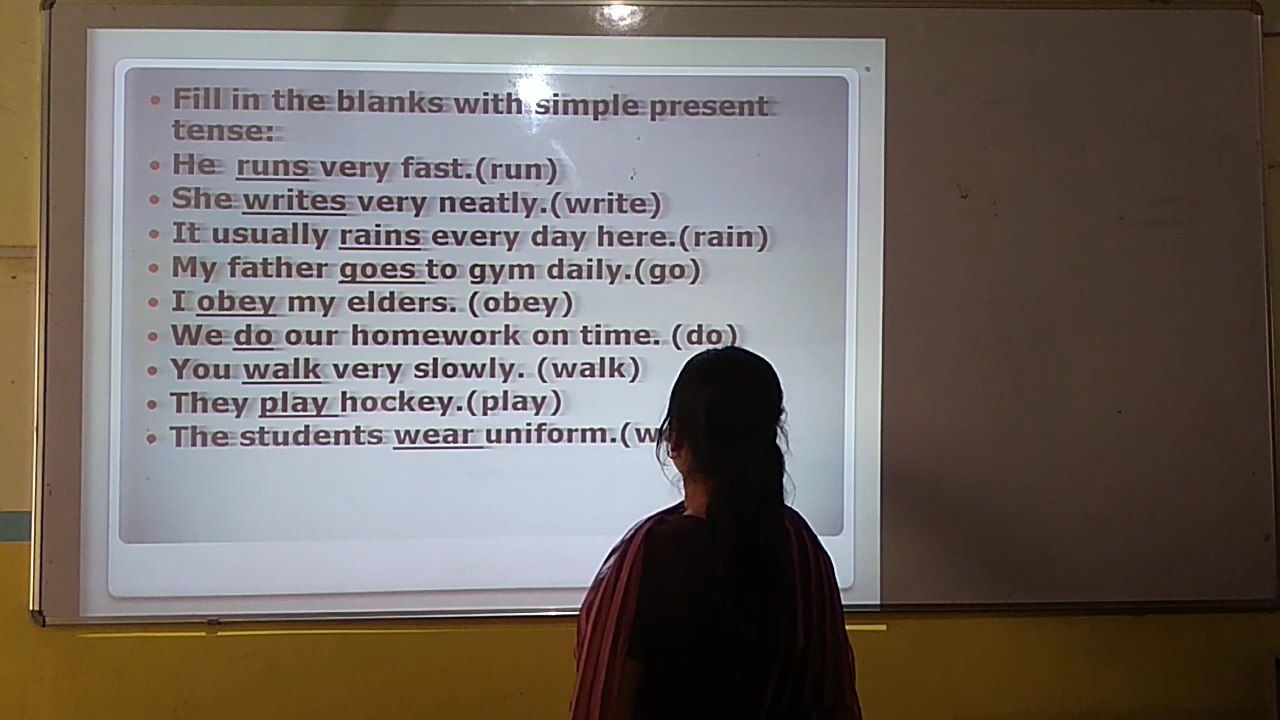 • Fill in the blanks with simple present
tense:
• He runs very fast.(run)
• She writes very neatly.(write)
• It usually rains every day here.(rain)
• My father goes to gym daily.(go)
• I obey my elders. (obey)
• We do our homework on time. (do)
• You walk very slowly. (walk)
• They play hockey.(play)
• The students wear uniform.(